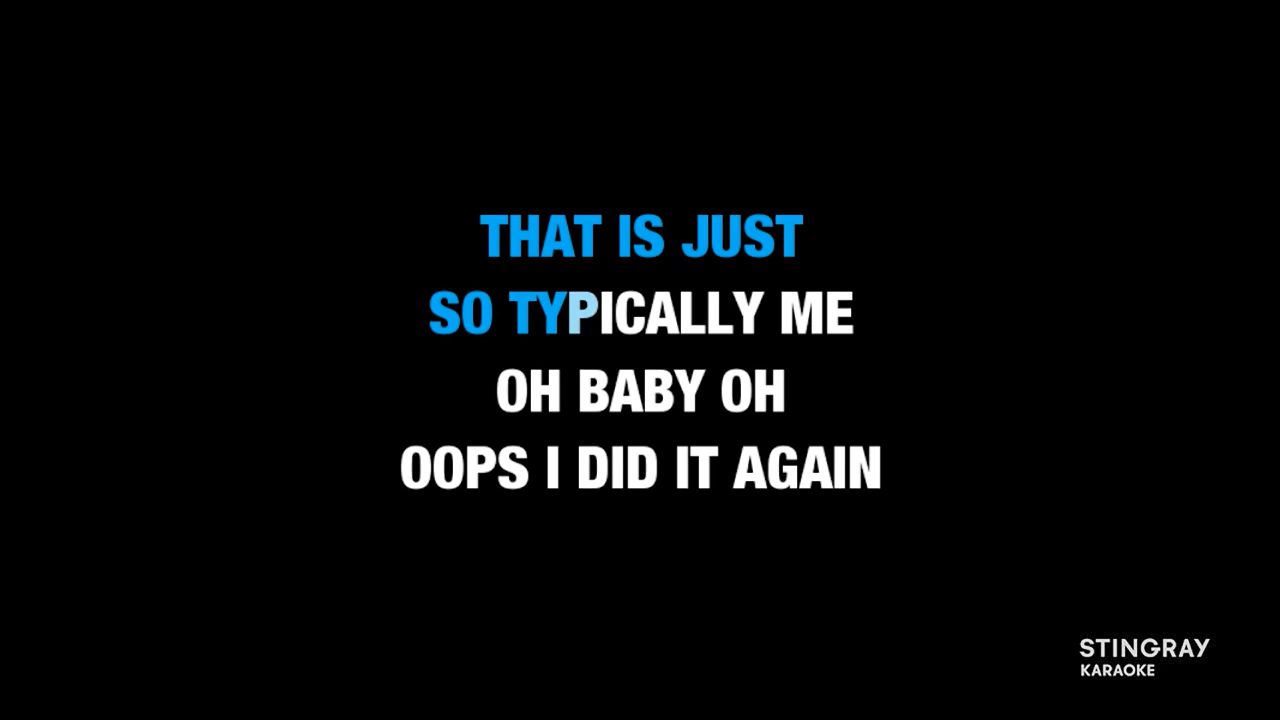 THAT IS JUST
SO TYPICALLY ME
OH BABY OH
OOPS I DID IT AGAIN
STINGRAY
KARAOKE